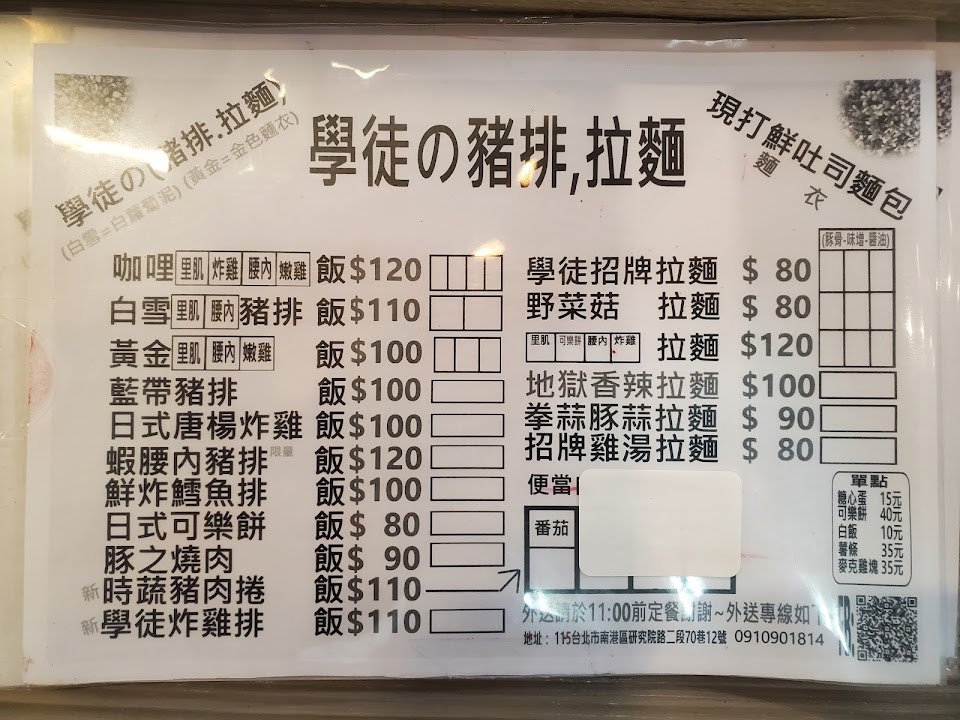 學徒の(豬排.拉麵)
(白雪=白蘿蔔泥)(黃金=金色麵衣)
學徒の豬排,拉麵
現打鮮吐司麵包
麵衣
咖哩 里肌 炸雞 腰內 嫩雞 飯 $120
白雪 里肌 腰內 豬排 飯 $110
黃金 里肌 腰內 嫩雞 飯 $100
藍帶豬排 飯 $100
日式唐楊炸雞 飯 $100
蝦腰內豬排 限量 飯 $120
鮮炸鱈魚排 飯 $100
日式可樂餅 飯 $ 80
豚之燒肉 飯 $ 90
新 時蔬豬肉捲 飯 $110
新 學徒炸雞排 飯 $110
(豚骨-味增-醬油)
學徒招牌拉麵 $ 80
野菜菇 拉麵 $ 80
里肌 可樂餅 腰內 炸雞 拉麵 $120
地獄香辣拉麵 $100
拳蒜豚蒜拉麵 $ 90
招牌雞湯拉麵 $ 80
便當
番茄
單點
糖心蛋 15元
可樂餅 40元
白飯 10元
薯條 35元
麥克雞塊 35元
外送請於11:00前定餐謝謝~外送專線如下
地址：115台北市南港區研究院路二段70巷12號 0910901814